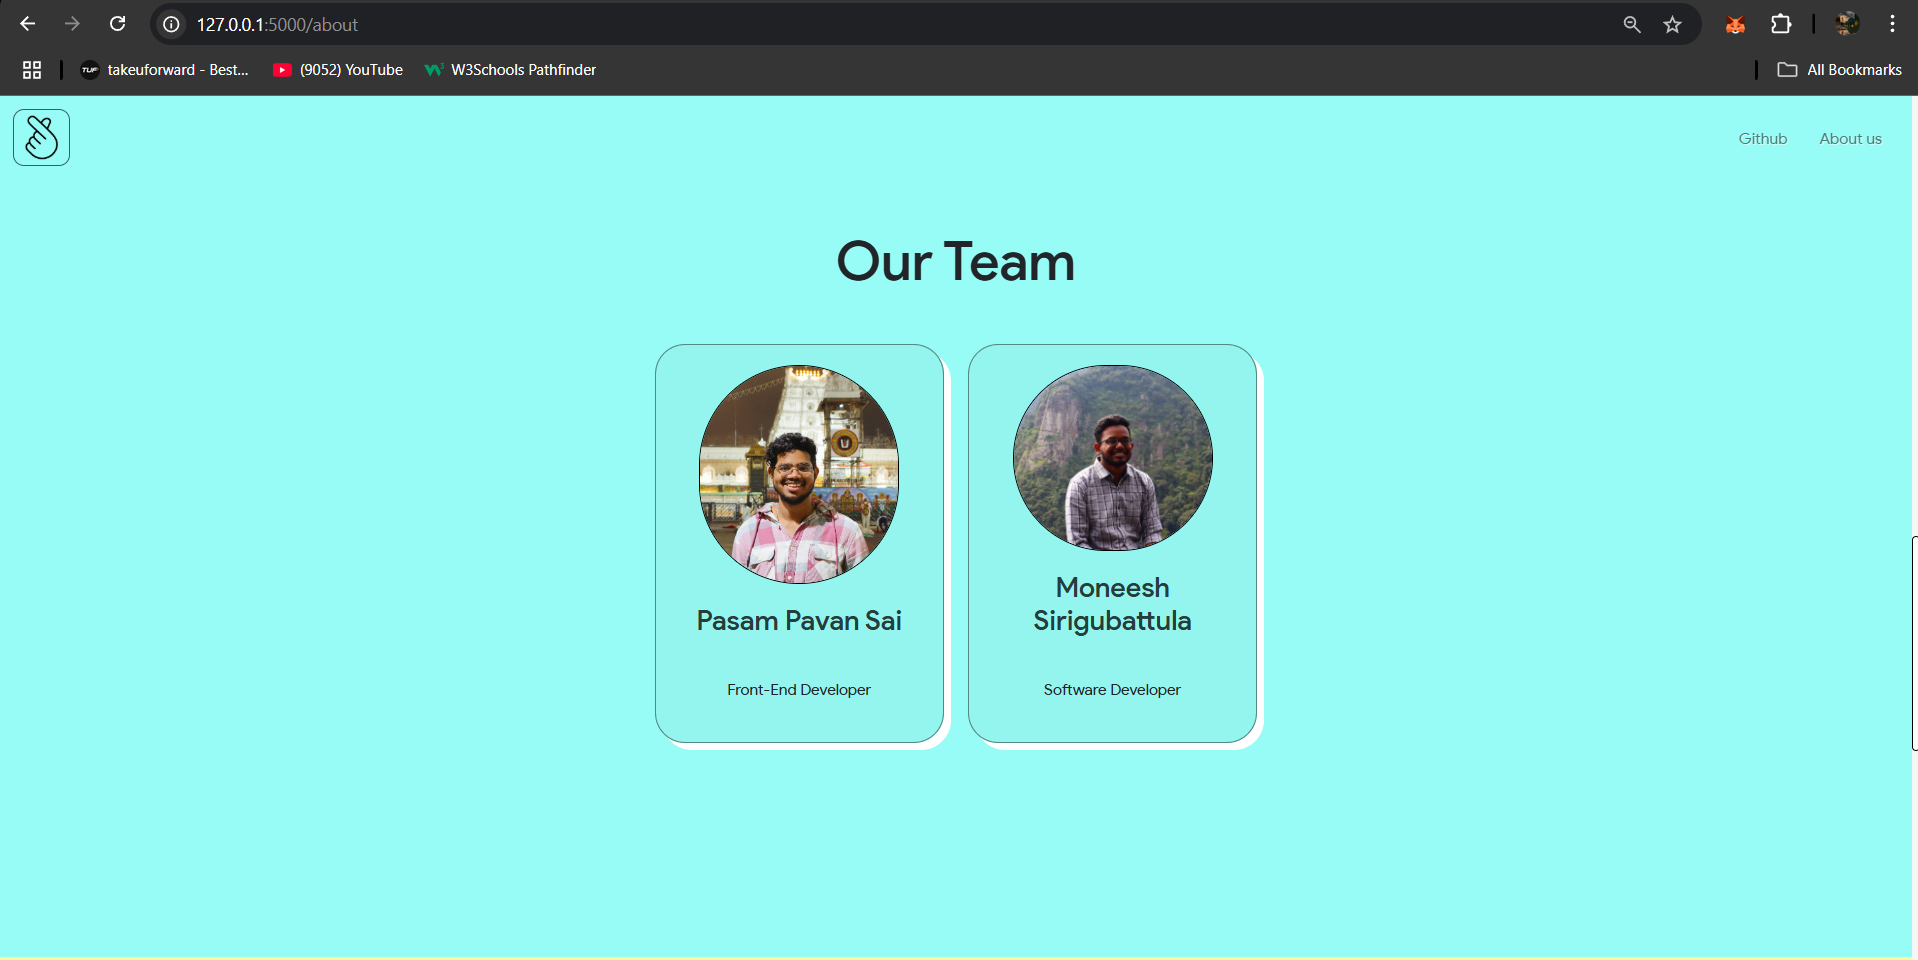 127.0.0.1:5000/about
takeuforward - Best...
(9052) YouTube
W3Schools Pathfinder
All Bookmarks
Github
About us
Our Team
Pasam Pavan Sai
Front-End Developer
Moneesh
Sirigubattula
Software Developer